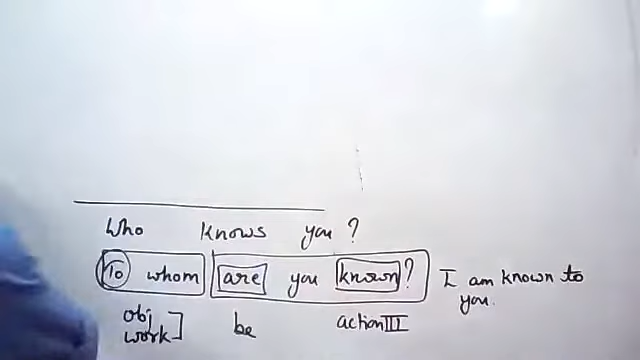 Who knows you?
To whom are you known? I am known to
you.
obj be action III
work]